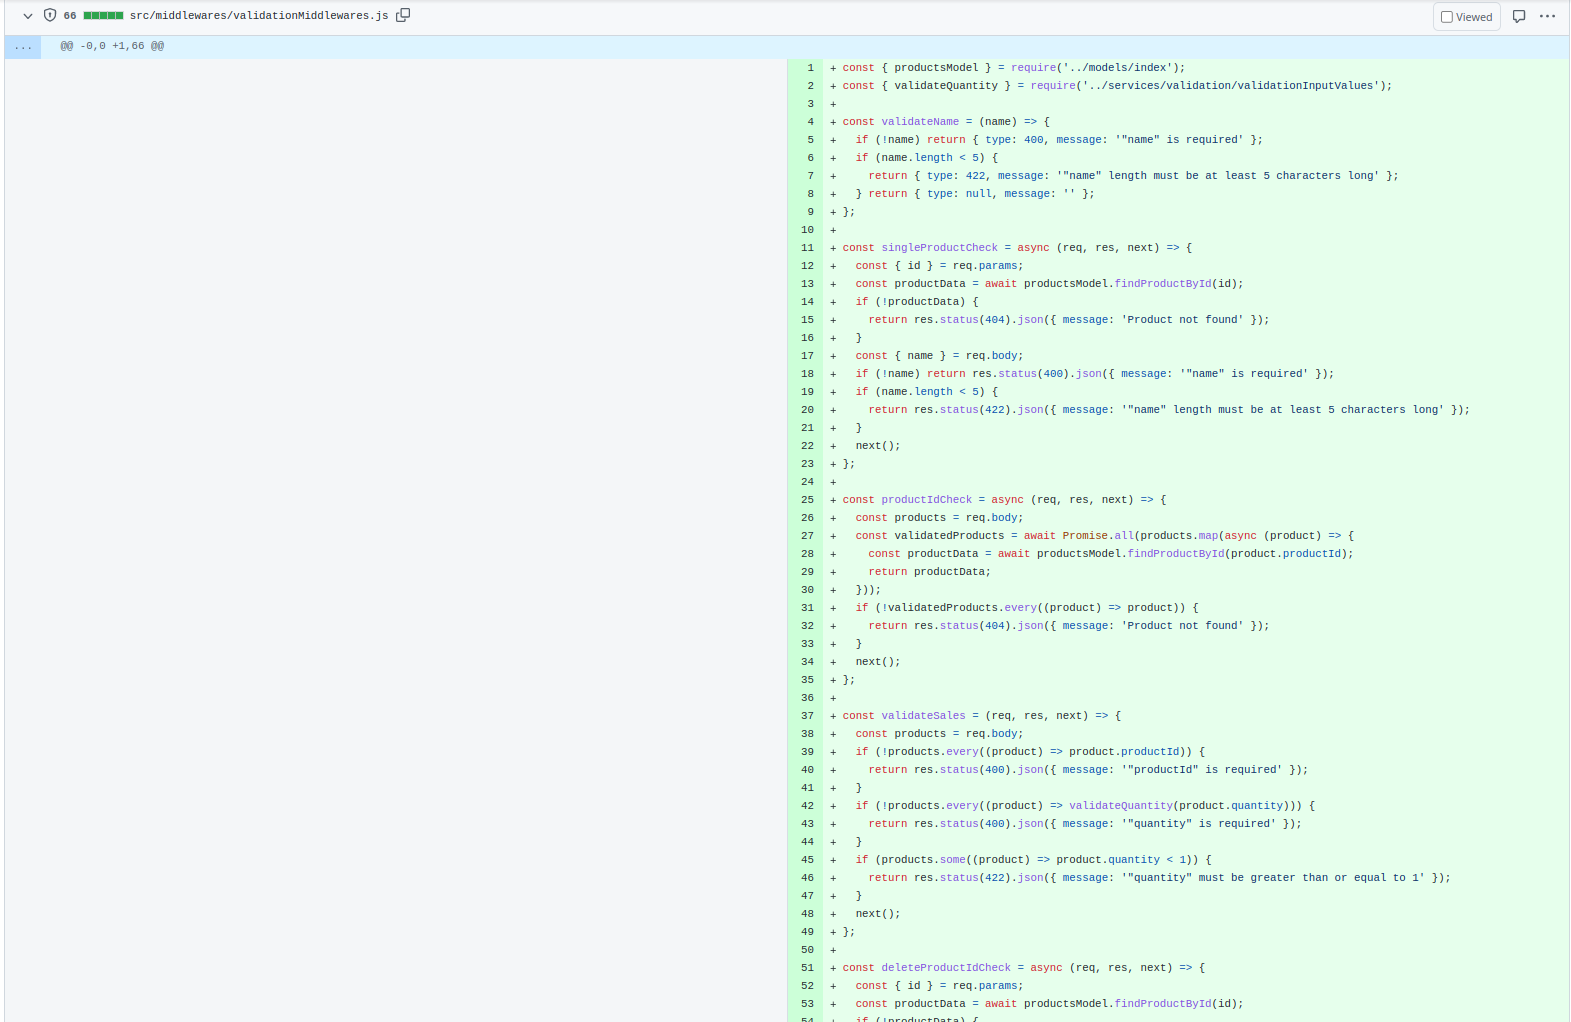 66 src/middlewares/validationMiddlewares.js Viewed
... @@ -0,0 +1,66 @@
1 + const { productsModel } = require('../models/index');
2 + const { validateQuantity } = require('../services/validation/validationInputValues');
3 +
4 + const validateName = (name) => {
5 +   if (!name) return { type: 400, message: '"name" is required' };
6 +   if (name.length < 5) {
7 +     return { type: 422, message: '"name" length must be at least 5 characters long' };
8 +   } return { type: null, message: '' };
9 + };
10 +
11 + const singleProductCheck = async (req, res, next) => {
12 +   const { id } = req.params;
13 +   const productData = await productsModel.findProductById(id);
14 +   if (!productData) {
15 +     return res.status(404).json({ message: 'Product not found' });
16 +   }
17 +   const { name } = req.body;
18 +   if (!name) return res.status(400).json({ message: '"name" is required' });
19 +   if (name.length < 5) {
20 +     return res.status(422).json({ message: '"name" length must be at least 5 characters long' });
21 +   }
22 +   next();
23 + };
24 +
25 + const productIdCheck = async (req, res, next) => {
26 +   const products = req.body;
27 +   const validatedProducts = await Promise.all(products.map(async (product) => {
28 +     const productData = await productsModel.findProductById(product.productId);
29 +     return productData;
30 +   }));
31 +   if (!validatedProducts.every((product) => product)) {
32 +     return res.status(404).json({ message: 'Product not found' });
33 +   }
34 +   next();
35 + };
36 +
37 + const validateSales = (req, res, next) => {
38 +   const products = req.body;
39 +   if (!products.every((product) => product.productId)) {
40 +     return res.status(400).json({ message: '"productId" is required' });
41 +   }
42 +   if (!products.every((product) => validateQuantity(product.quantity))) {
43 +     return res.status(400).json({ message: '"quantity" is required' });
44 +   }
45 +   if (products.some((product) => product.quantity < 1)) {
46 +     return res.status(422).json({ message: '"quantity" must be greater than or equal to 1' });
47 +   }
48 +   next();
49 + };
50 +
51 + const deleteProductIdCheck = async (req, res, next) => {
52 +   const { id } = req.params;
53 +   const productData = await productsModel.findProductById(id);
54 +   if (!productData) {